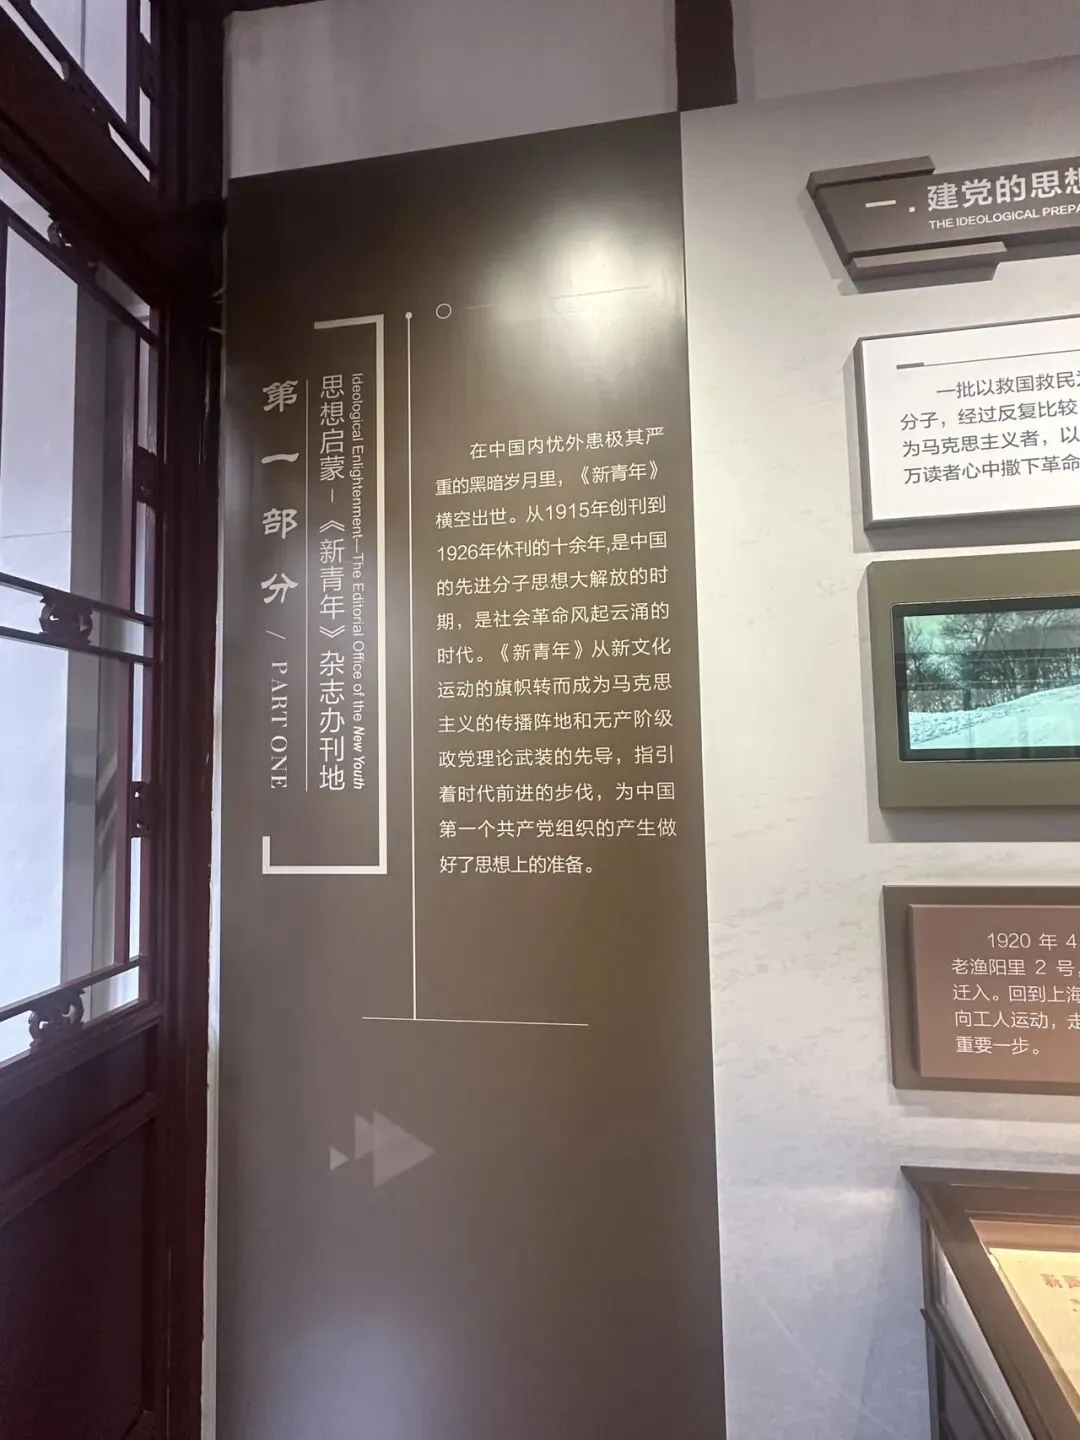 第一部分 / PART ONE
思想启蒙－《新青年》杂志办刊地
Ideological Enlightenment—The Editorial Office of the New Youth
在中国内忧外患极其严
重的黑暗岁月里，《新青年》
横空出世。从1915年创刊到
1926年休刊的十余年,是中国
的先进分子思想大解放的时
期，是社会革命风起云涌的
时代。《新青年》从新文化
运动的旗帜转而成为马克思
主义的传播阵地和无产阶级
政党理论武装的先导，指引
着时代前进的步伐，为中国
第一个共产党组织的产生做
好了思想上的准备。
一.建党的思想
THE IDEOLOGICAL PREPA
一批以救国救民
分子，经过反复比较
为马克思主义者，以
万读者心中撒下革命
1920 年 4
老渔阳里 2 号，
迁入。回到上海
向工人运动，走
重要一步。